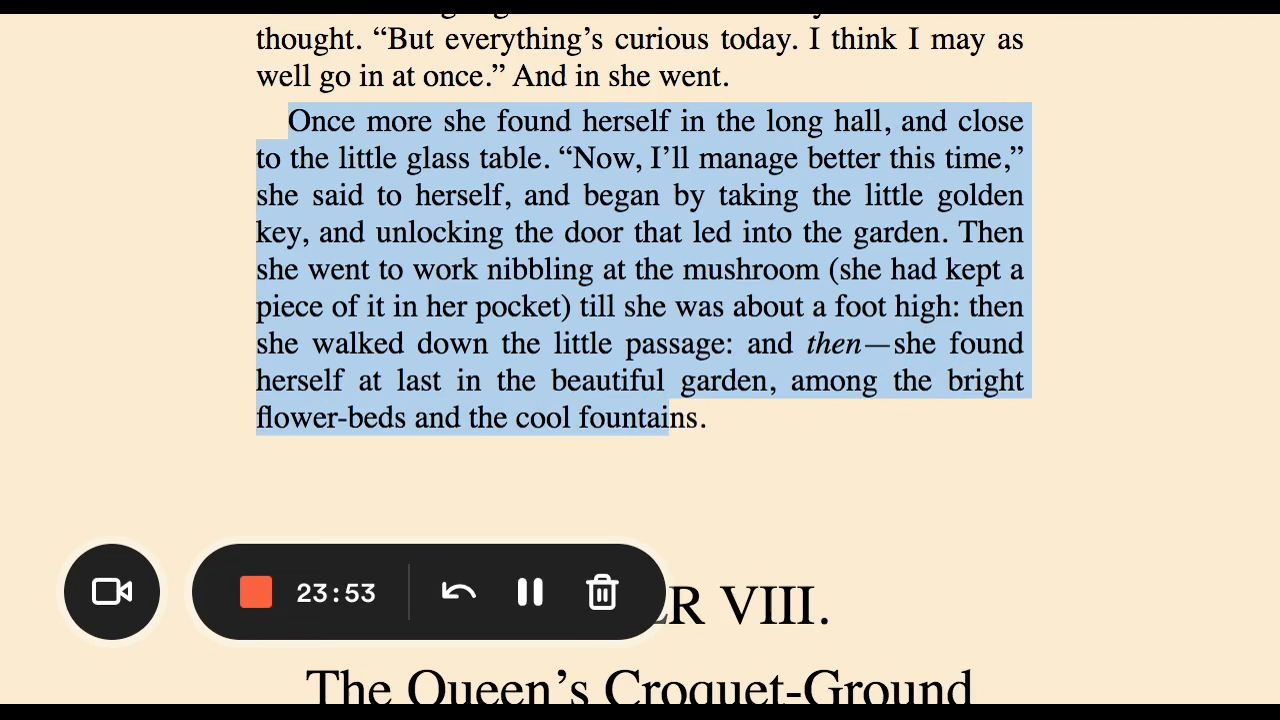 thought. “But everything’s curious today. I think I may as
well go in at once.” And in she went.
Once more she found herself in the long hall, and close
to the little glass table. “Now, I’ll manage better this time,”
she said to herself, and began by taking the little golden
key, and unlocking the door that led into the garden. Then
she went to work nibbling at the mushroom (she had kept a
piece of it in her pocket) till she was about a foot high: then
she walked down the little passage: and then—she found
herself at last in the beautiful garden, among the bright
flower-beds and the cool fountains.
23:53
R VIII.
The Queen’s Croquet-Ground